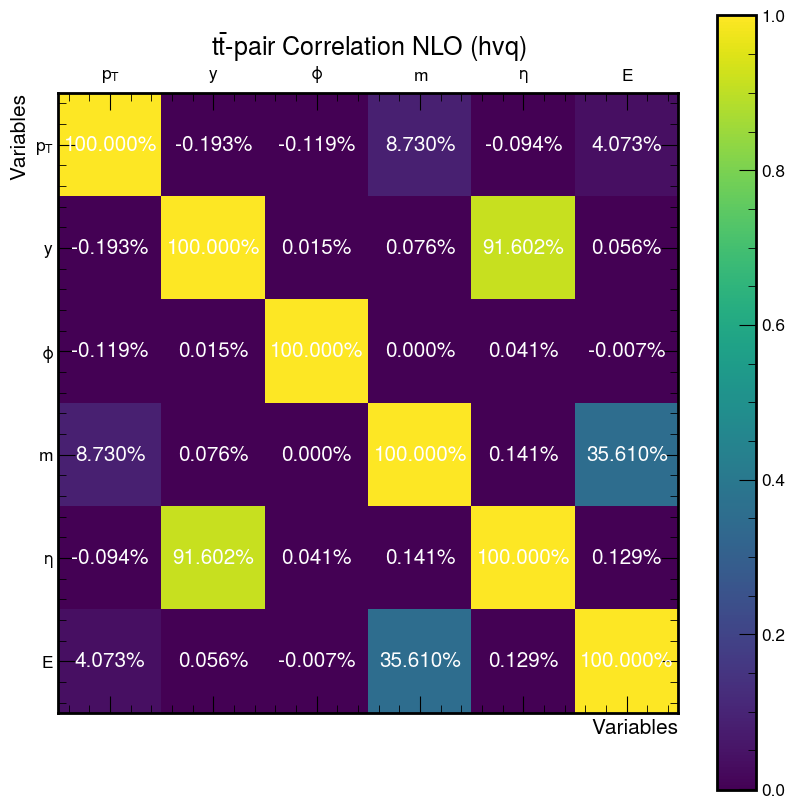 tt̄-pair Correlation NLO (hvq)
pT y ϕ m η E
Variables
pT 100.000% -0.193% -0.119% 8.730% -0.094% 4.073%
y -0.193% 100.000% 0.015% 0.076% 91.602% 0.056%
ϕ -0.119% 0.015% 100.000% 0.000% 0.041% -0.007%
m 8.730% 0.076% 0.000% 100.000% 0.141% 35.610%
η -0.094% 91.602% 0.041% 0.141% 100.000% 0.129%
E 4.073% 0.056% -0.007% 35.610% 0.129% 100.000%
Variables
1.0
0.8
0.6
0.4
0.2
0.0